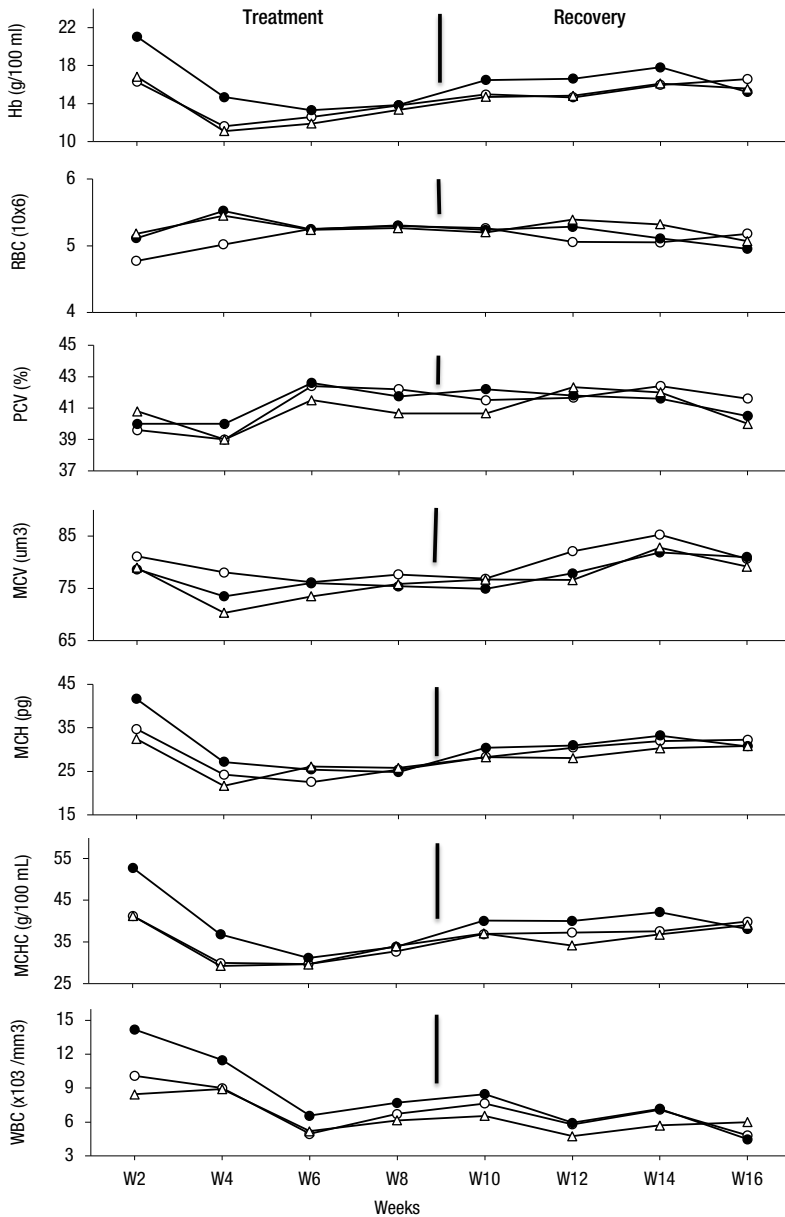 Treatment Recovery
Hb (g/100 ml)
22
18
14
10
RBC (10x6)
6
5
4
PCV (%)
45
43
41
39
37
MCV (um3)
85
75
65
MCH (pg)
45
35
25
15
MCHC (g/100 mL)
55
45
35
25
WBC (x103 /mm3)
15
12
9
6
3
W2 W4 W6 W8 W10 W12 W14 W16
Weeks